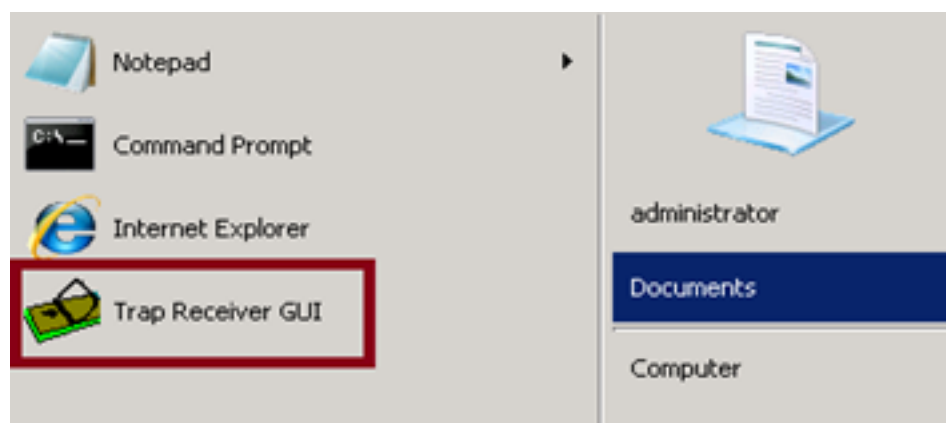 Notepad
C:\_
Command Prompt
Internet Explorer
Trap Receiver GUI
administrator
Documents
Computer